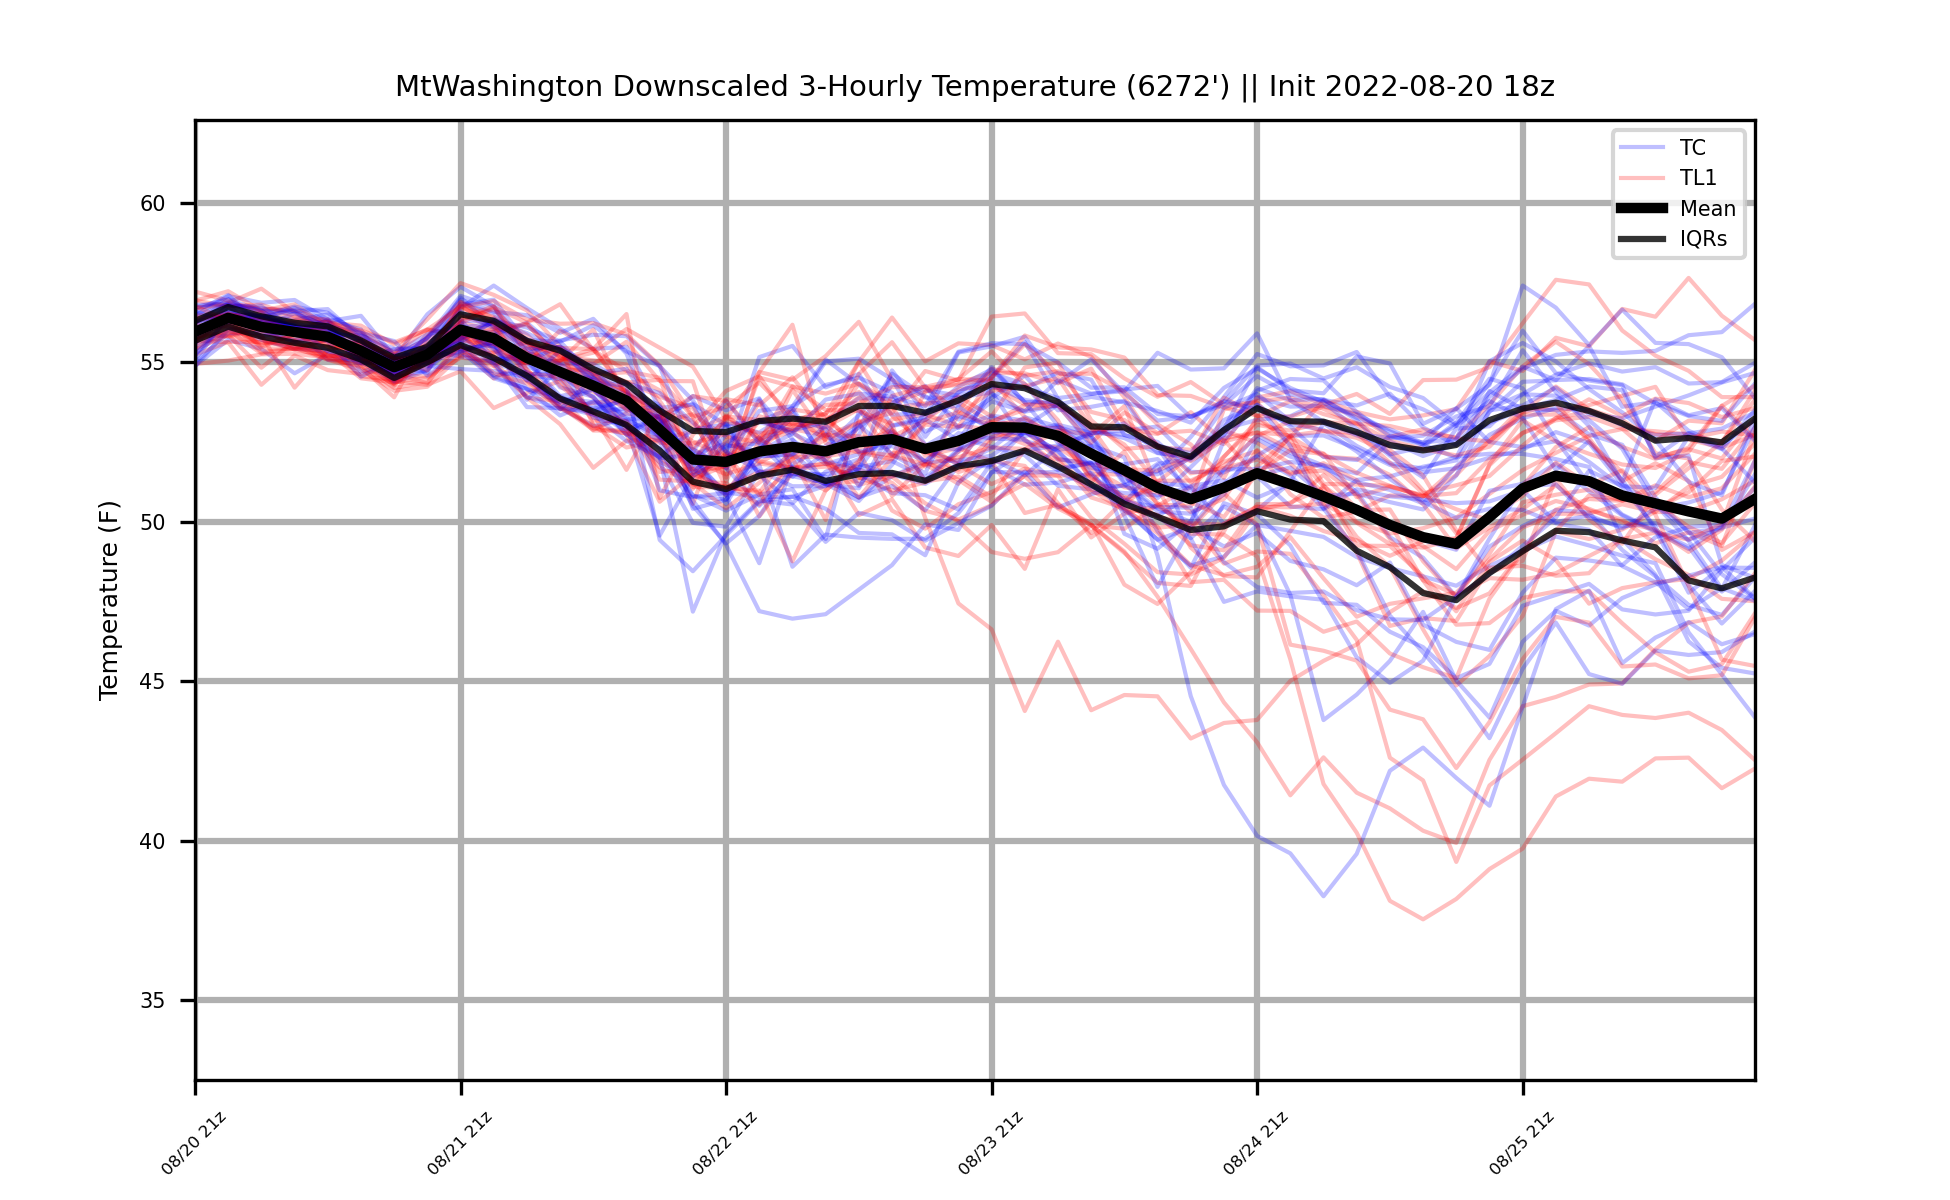 MtWashington Downscaled 3-Hourly Temperature (6272') || Init 2022-08-20 18z
TC
TL1
Mean
IQRs
Temperature (F)
60
55
50
45
40
35
08/20 21z
08/21 21z
08/22 21z
08/23 21z
08/24 21z
08/25 21z